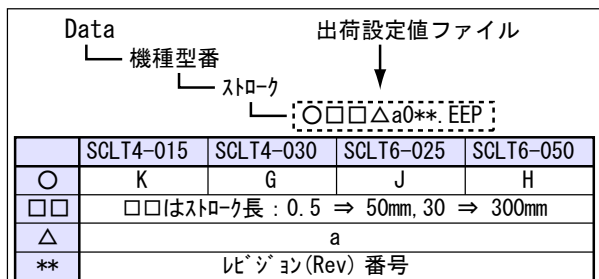 Data
出荷設定値ファイル
機種型番
ｽﾄﾛｰｸ
○□□△a0**.EEP
SCLT4-015 SCLT4-030 SCLT6-025 SCLT6-050
○ K G J H
□□ □□はｽﾄﾛｰｸ長：0.5 ⇒ 50mm,30 ⇒ 300mm
△ a
** ﾚﾋﾞｼﾞｮﾝ(Rev) 番号